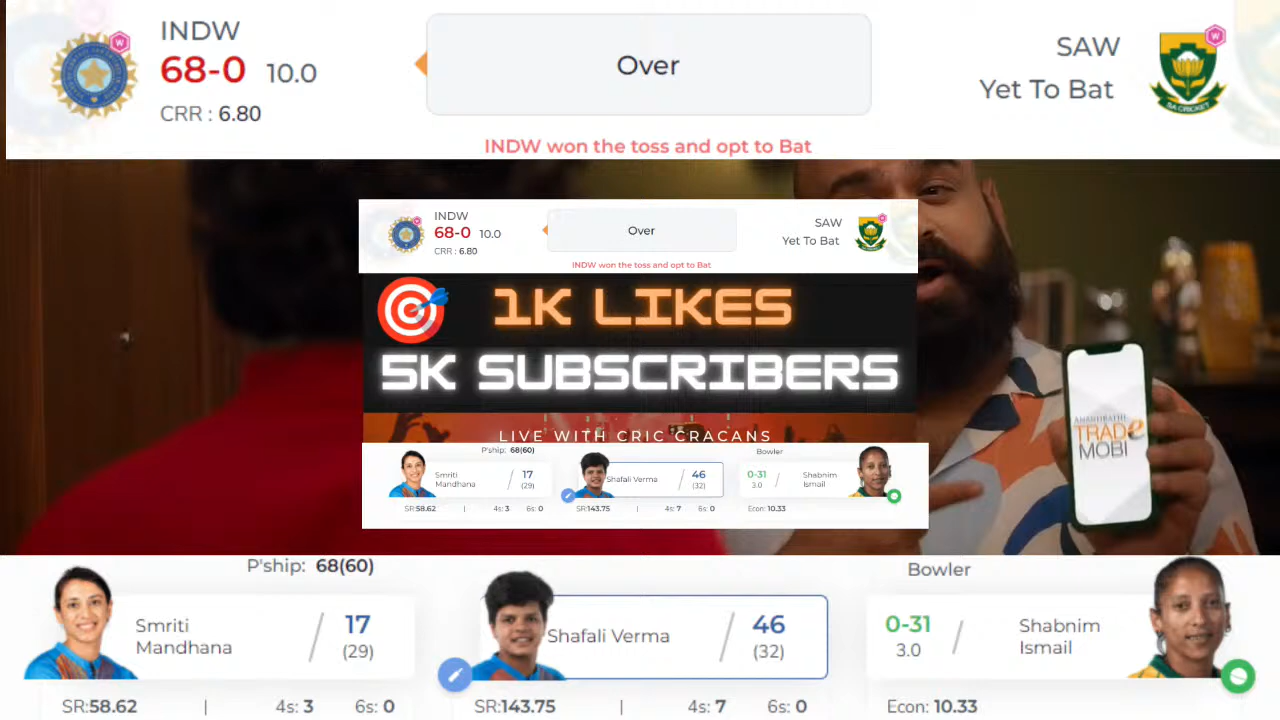 INDW
68-0 10.0
CRR : 6.80
Over
INDW won the toss and opt to Bat
SAW
Yet To Bat
SA CRICKET
INDW
68-0 10.0
CRR : 6.80
Over
INDW won the toss and opt to Bat
SAW
Yet To Bat
1K LIKES
5K SUBSCRIBERS
LIVE WITH CRIC CRACANS
P'ship: 68(60)
Bowler
Smriti
Mandhana
17
(29)
Shafali Verma
46
(32)
0-31
3.0
Shabnim
Ismail
SR:58.62 | 4s: 3 6s: 0
SR:143.75 | 4s: 7 6s: 0
Econ: 10.33
TRADe
MOBI
P'ship: 68(60)
Bowler
Smriti
Mandhana
17
(29)
Shafali Verma
46
(32)
0-31
3.0
Shabnim
Ismail
SR:58.62 | 4s: 3 6s: 0
SR:143.75 | 4s: 7 6s: 0
Econ: 10.33